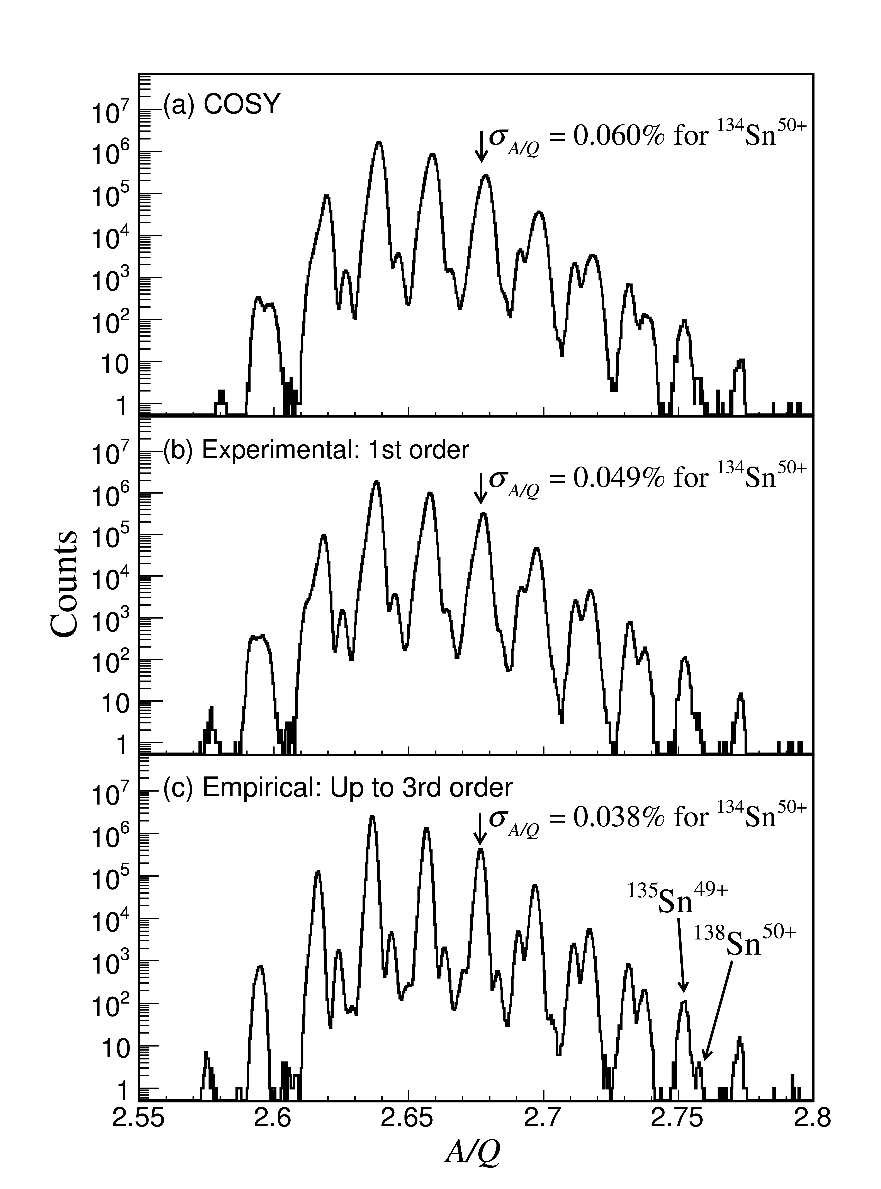 (a) COSY
σA/Q = 0.060% for ¹³⁴Sn⁵⁰⁺
10⁷
10⁶
10⁵
10⁴
10³
10²
10
1
(b) Experimental: 1st order
σA/Q = 0.049% for ¹³⁴Sn⁵⁰⁺
10⁷
10⁶
10⁵
10⁴
10³
10²
10
1
Counts
(c) Empirical: Up to 3rd order
σA/Q = 0.038% for ¹³⁴Sn⁵⁰⁺
¹³⁵Sn⁴⁹⁺
¹³⁸Sn⁵⁰⁺
10⁷
10⁶
10⁵
10⁴
10³
10²
10
1
2.55 2.6 2.65 2.7 2.75 2.8
A/Q